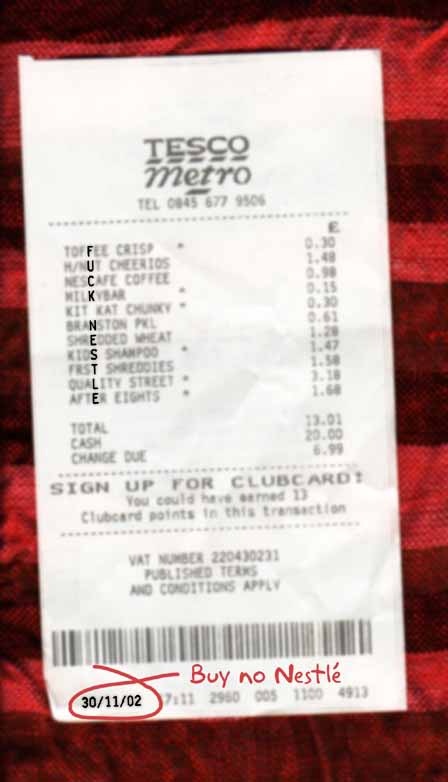 TESCO
metro
TEL 0845 677 9506
£
TOFFEE CRISP * 0.30
H/NUT CHEERIOS 1.48
NESCAFE COFFEE 0.98
MILKYBAR * 0.15
KIT KAT CHUNKY * 0.30
BRANSTON PKL 0.61
SHREDDED WHEAT 1.28
KIDS SHAMPOO * 1.47
FRST SHREDDIES 1.58
QUALITY STREET * 3.18
AFTER EIGHTS * 1.68
TOTAL 13.01
CASH 20.00
CHANGE DUE 6.99
SIGN UP FOR CLUBCARD!
You could have earned 13
Clubcard points in this transaction
VAT NUMBER 220430231
PUBLISHED TERMS
AND CONDITIONS APPLY
Buy no Nestlé
30/11/02 2960 005 1100 4913